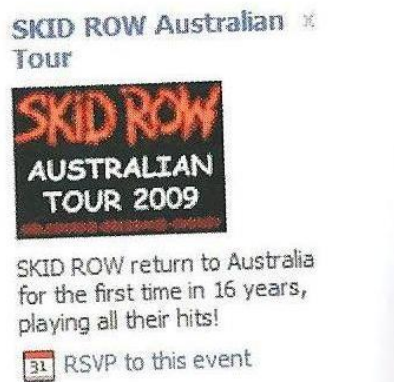 SKID ROW Australian x
Tour
SKID ROW
AUSTRALIAN
TOUR 2009
SKID ROW return to Australia
for the first time in 16 years,
playing all their hits!
31 RSVP to this event